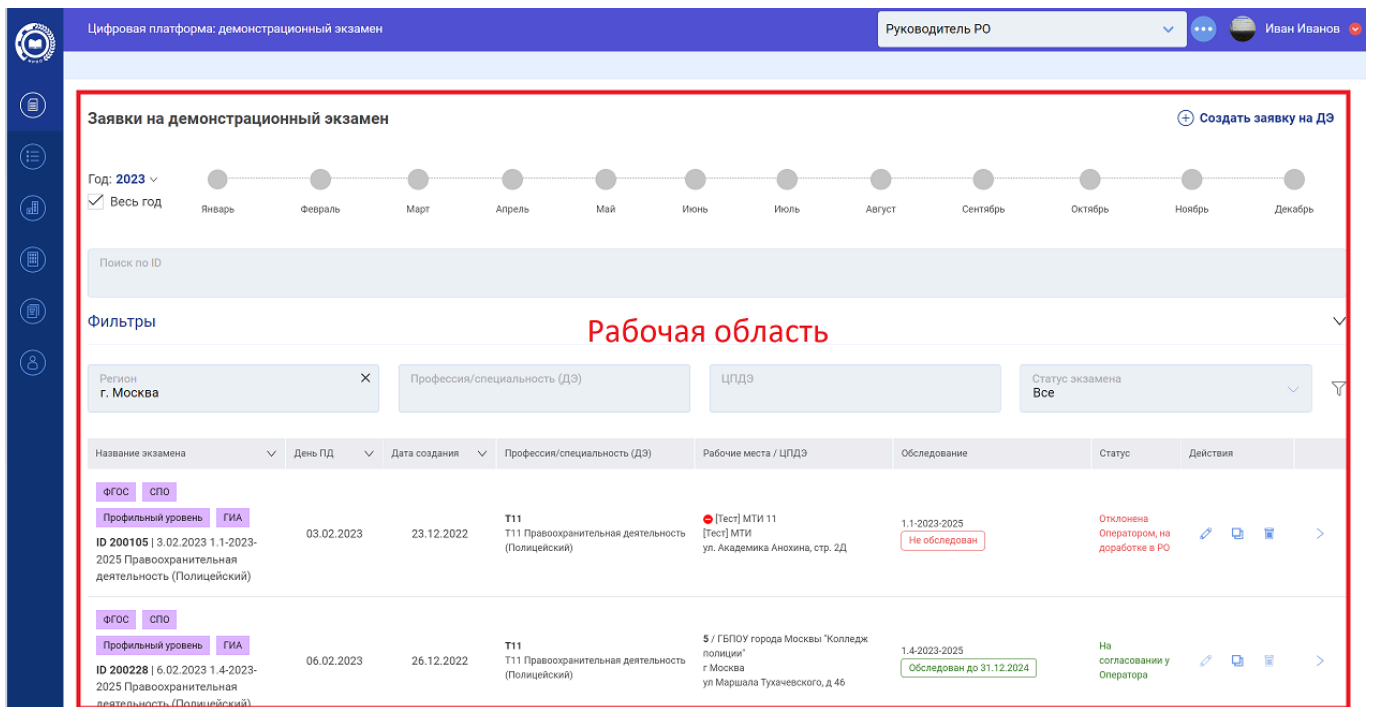 Цифровая платформа: демонстрационный экзамен
Руководитель РО
Иван Иванов
Заявки на демонстрационный экзамен
Создать заявку на ДЭ
Год: 2023
Весь год
Январь Февраль Март Апрель Май Июнь Июль Август Сентябрь Октябрь Ноябрь Декабрь
Поиск по ID
Фильтры
Рабочая область
Регион
г. Москва
Профессия/специальность (ДЭ)
ЦПДЭ
Статус экзамена
Все
Название экзамена День ПД Дата создания Профессия/специальность (ДЭ) Рабочие места / ЦПДЭ Обследование Статус Действия
ФГОС СПО
Профильный уровень ГИА
ID 200105 | 3.02.2023 1.1-2023-
2025 Правоохранительная
деятельность (Полицейский)
03.02.2023
23.12.2022
Т11
Т11 Правоохранительная деятельность
(Полицейский)
[Тест] МТИ 11
[Тест] МТИ
ул. Академика Анохина, стр. 2Д
1.1-2023-2025
Не обследован
Отклонена
Оператором, на
доработке в РО
ФГОС СПО
Профильный уровень ГИА
ID 200228 | 6.02.2023 1.4-2023-
2025 Правоохранительная
деятельность (Полицейский)
06.02.2023
26.12.2022
Т11
Т11 Правоохранительная деятельность
(Полицейский)
5 / ГБПОУ города Москвы "Колледж
полиции"
г Москва
ул Маршала Тухачевского, д 46
1.4-2023-2025
Обследован до 31.12.2024
На
согласовании у
Оператора